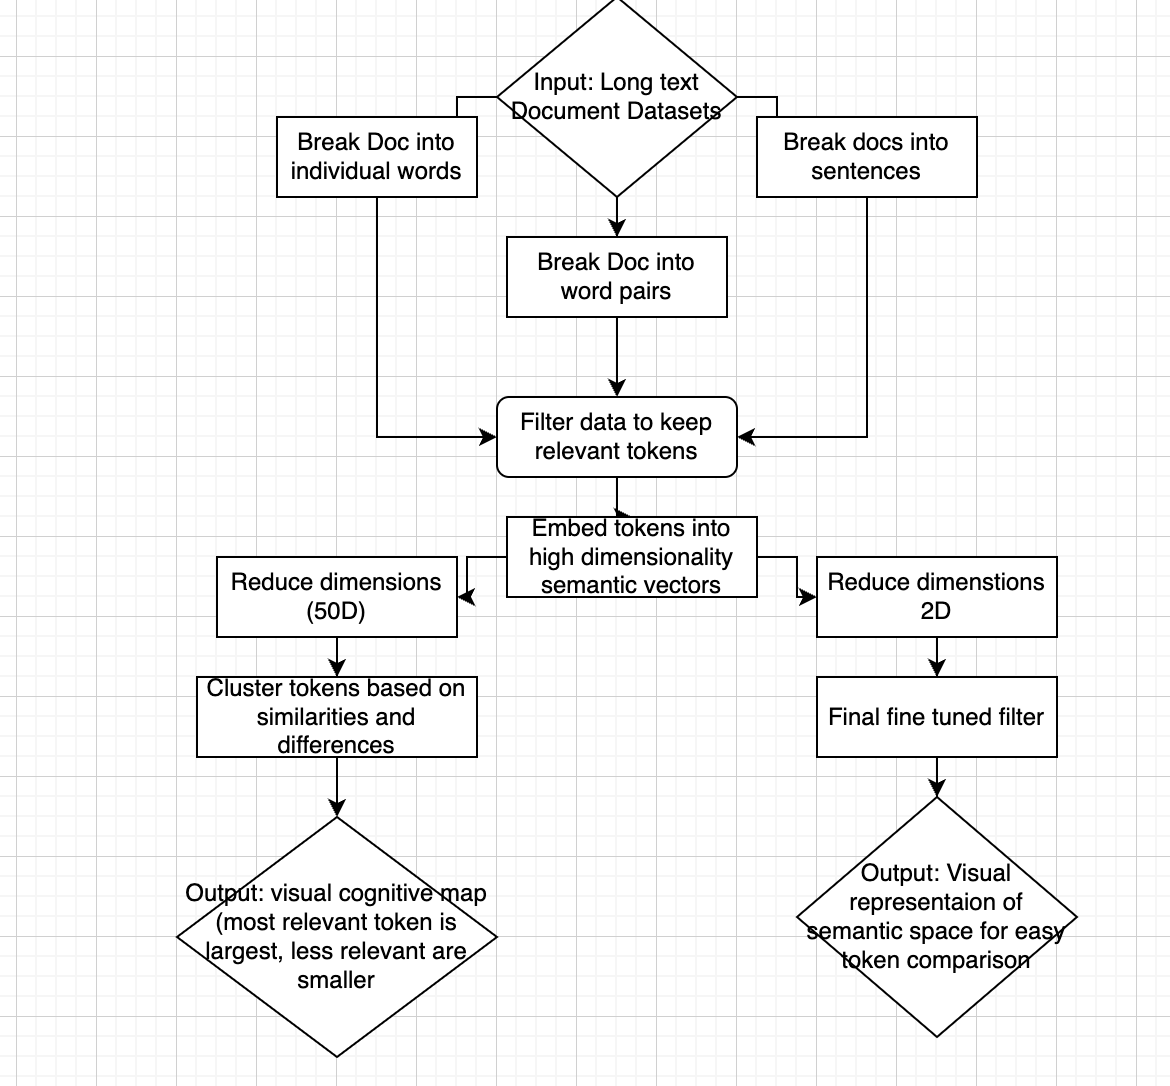 Input: Long text
Document Datasets
Break Doc into
individual words
Break docs into
sentences
Break Doc into
word pairs
Filter data to keep
relevant tokens
Embed tokens into
high dimensionality
semantic vectors
Reduce dimensions
(50D)
Reduce dimenstions
2D
Cluster tokens based on
similarities and
differences
Final fine tuned filter
Output: visual cognitive map
(most relevant token is
largest, less relevant are
smaller
Output: Visual
representaion of
semantic space for easy
token comparison